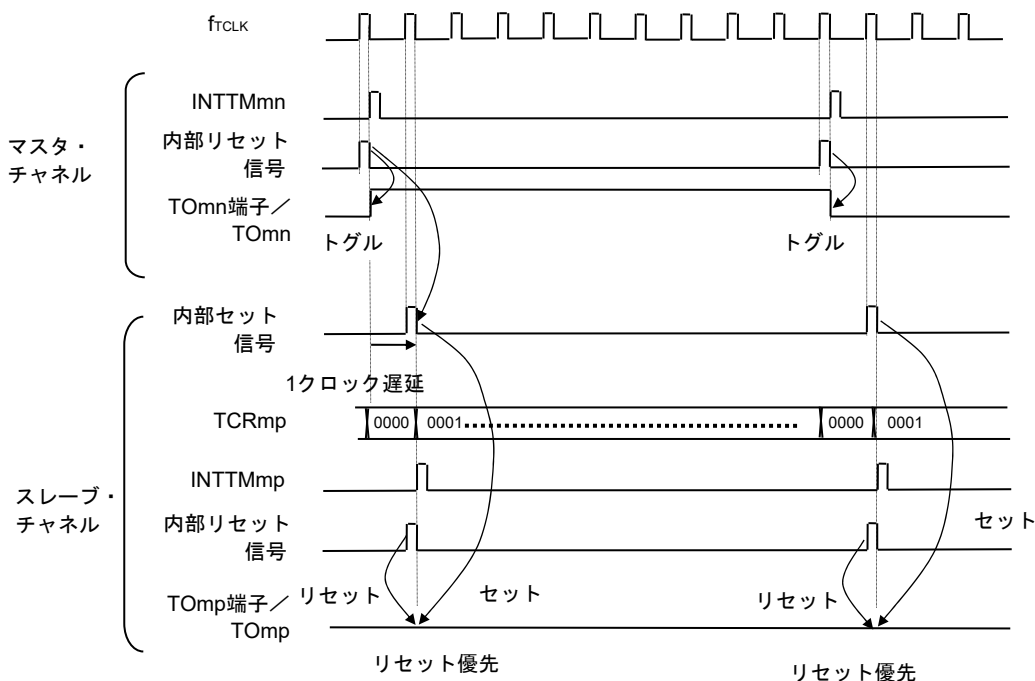 fTCLK
INTTMmn
マスタ・
チャネル
内部リセット
信号
TOmn端子／
TOmn
トグル
トグル
内部セット
信号
1クロック遅延
TCRmp
0000
0001
0000
0001
INTTMmp
スレーブ・
チャネル
内部リセット
信号
セット
リセット
セット
リセット
TOmp端子／
TOmp
リセット優先
リセット優先